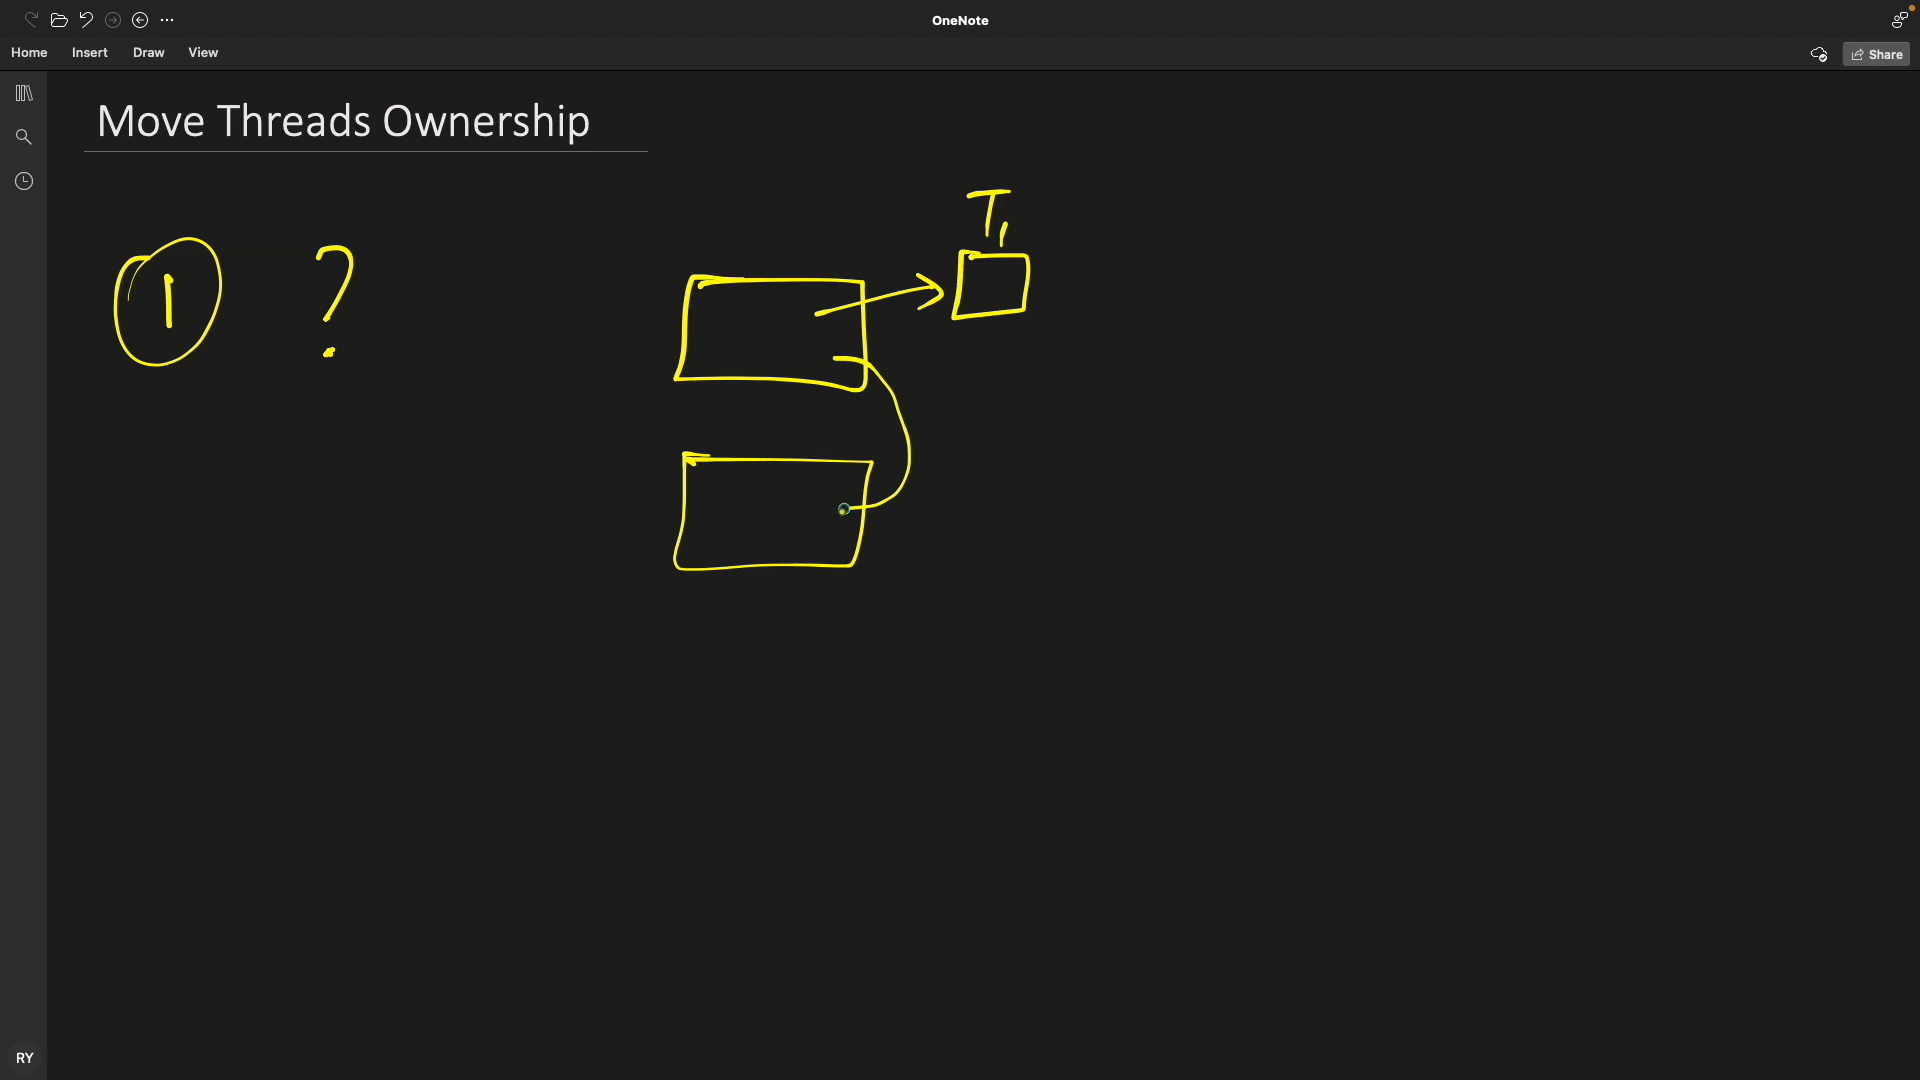 OneNote
Home Insert Draw View
Share
Move Threads Ownership
1 ?
T1
RY